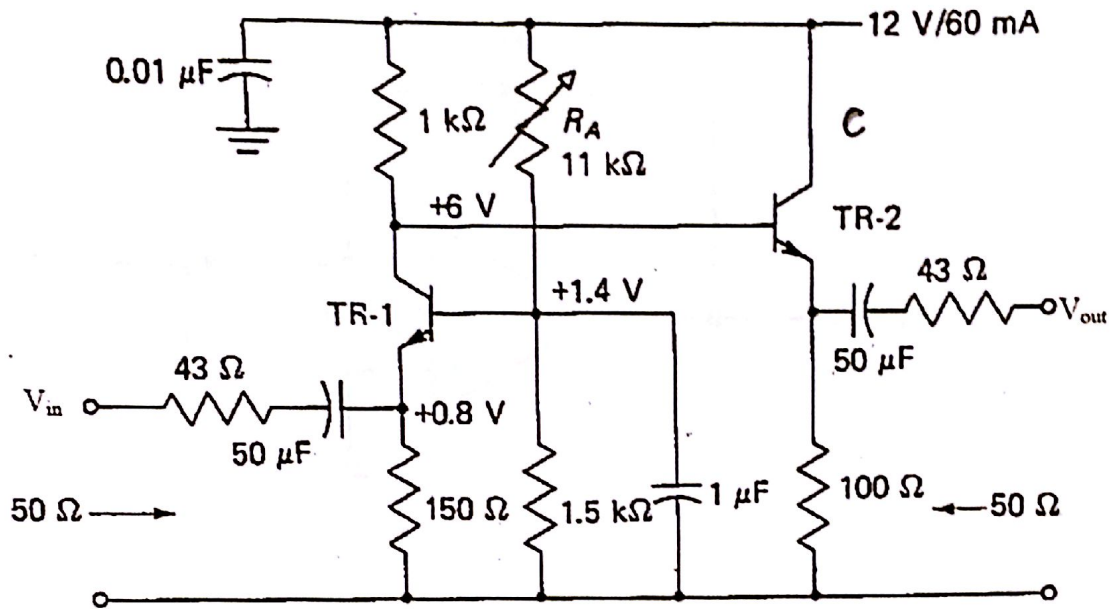 12 V/60 mA
0.01 μF
1 kΩ
R_A
11 kΩ
C
+6 V
TR-2
43 Ω
+1.4 V
TR-1
V_out
50 μF
43 Ω
V_in
+0.8 V
50 μF
50 Ω
150 Ω
1.5 kΩ
1 μF
100 Ω
50 Ω